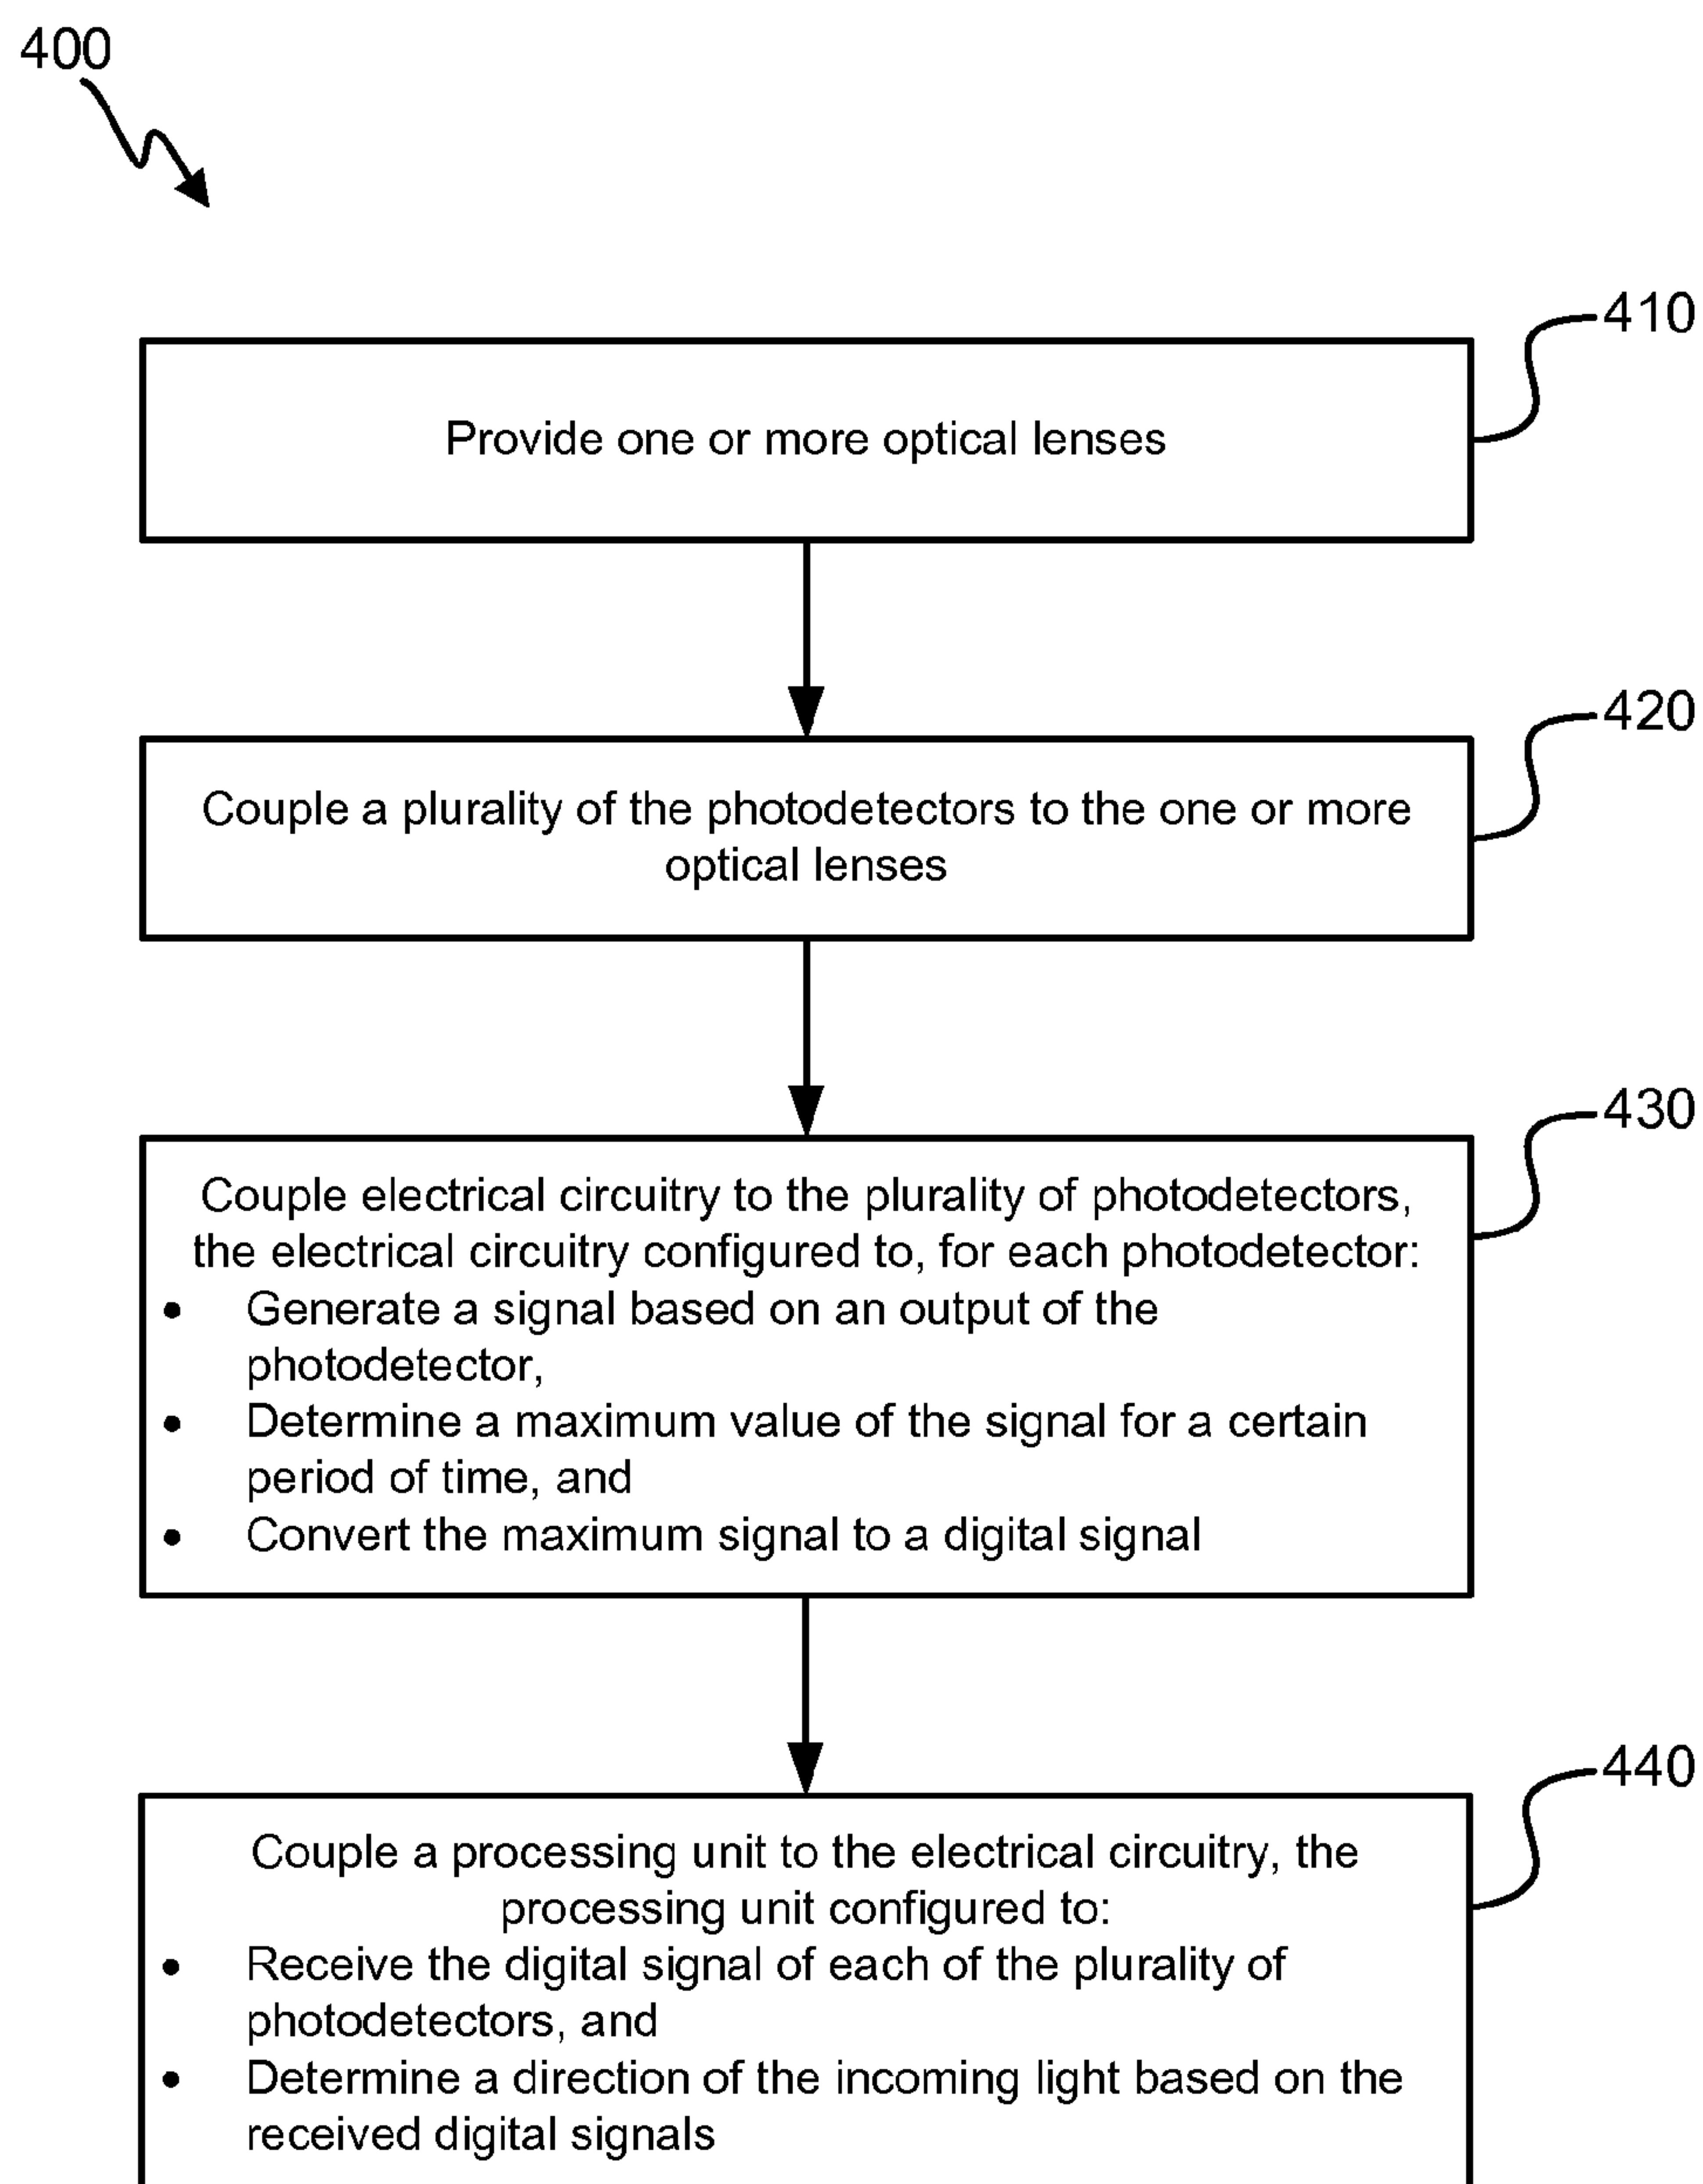 400
410
Provide one or more optical lenses
420
Couple a plurality of the photodetectors to the one or more
optical lenses
430
Couple electrical circuitry to the plurality of photodetectors,
the electrical circuitry configured to, for each photodetector:
• Generate a signal based on an output of the
photodetector,
• Determine a maximum value of the signal for a certain
period of time, and
• Convert the maximum signal to a digital signal
440
Couple a processing unit to the electrical circuitry, the
processing unit configured to:
• Receive the digital signal of each of the plurality of
photodetectors, and
• Determine a direction of the incoming light based on the
received digital signals